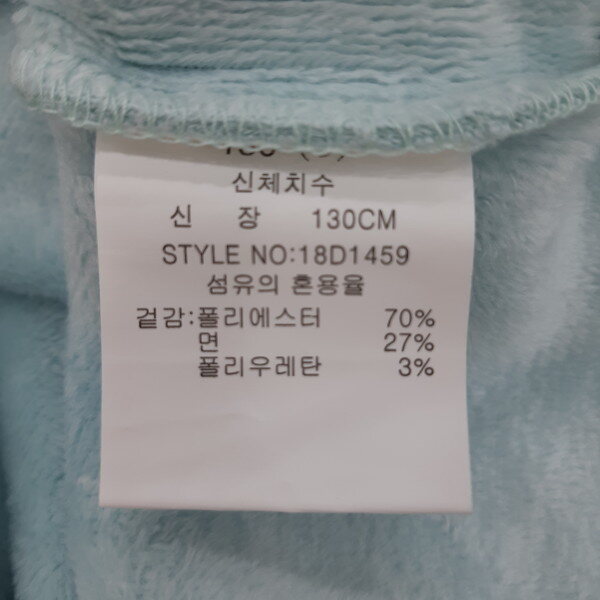 신체치수
신 장 130CM
STYLE NO:18D1459
섬유의 혼용율
겉감:폴리에스터 70%
면 27%
폴리우레탄 3%